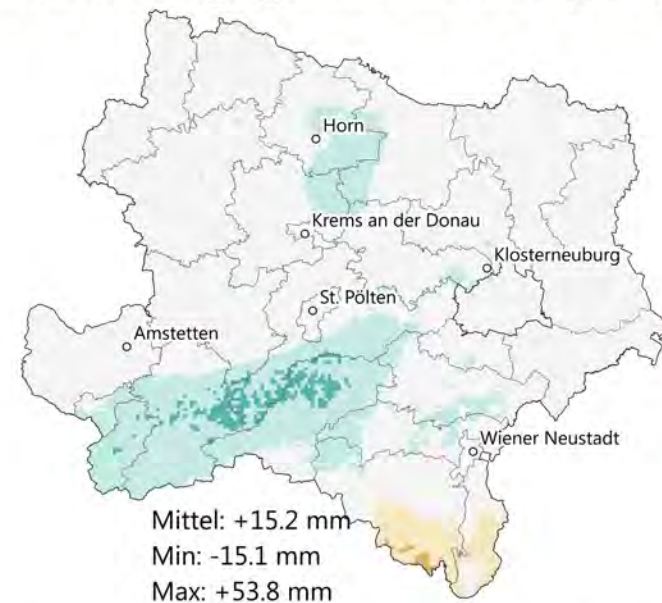 Horn
Krems an der Donau
Klosterneuburg
St. Pölten
Amstetten
Wiener Neustadt
Mittel: +15.2 mm
Min: -15.1 mm
Max: +53.8 mm